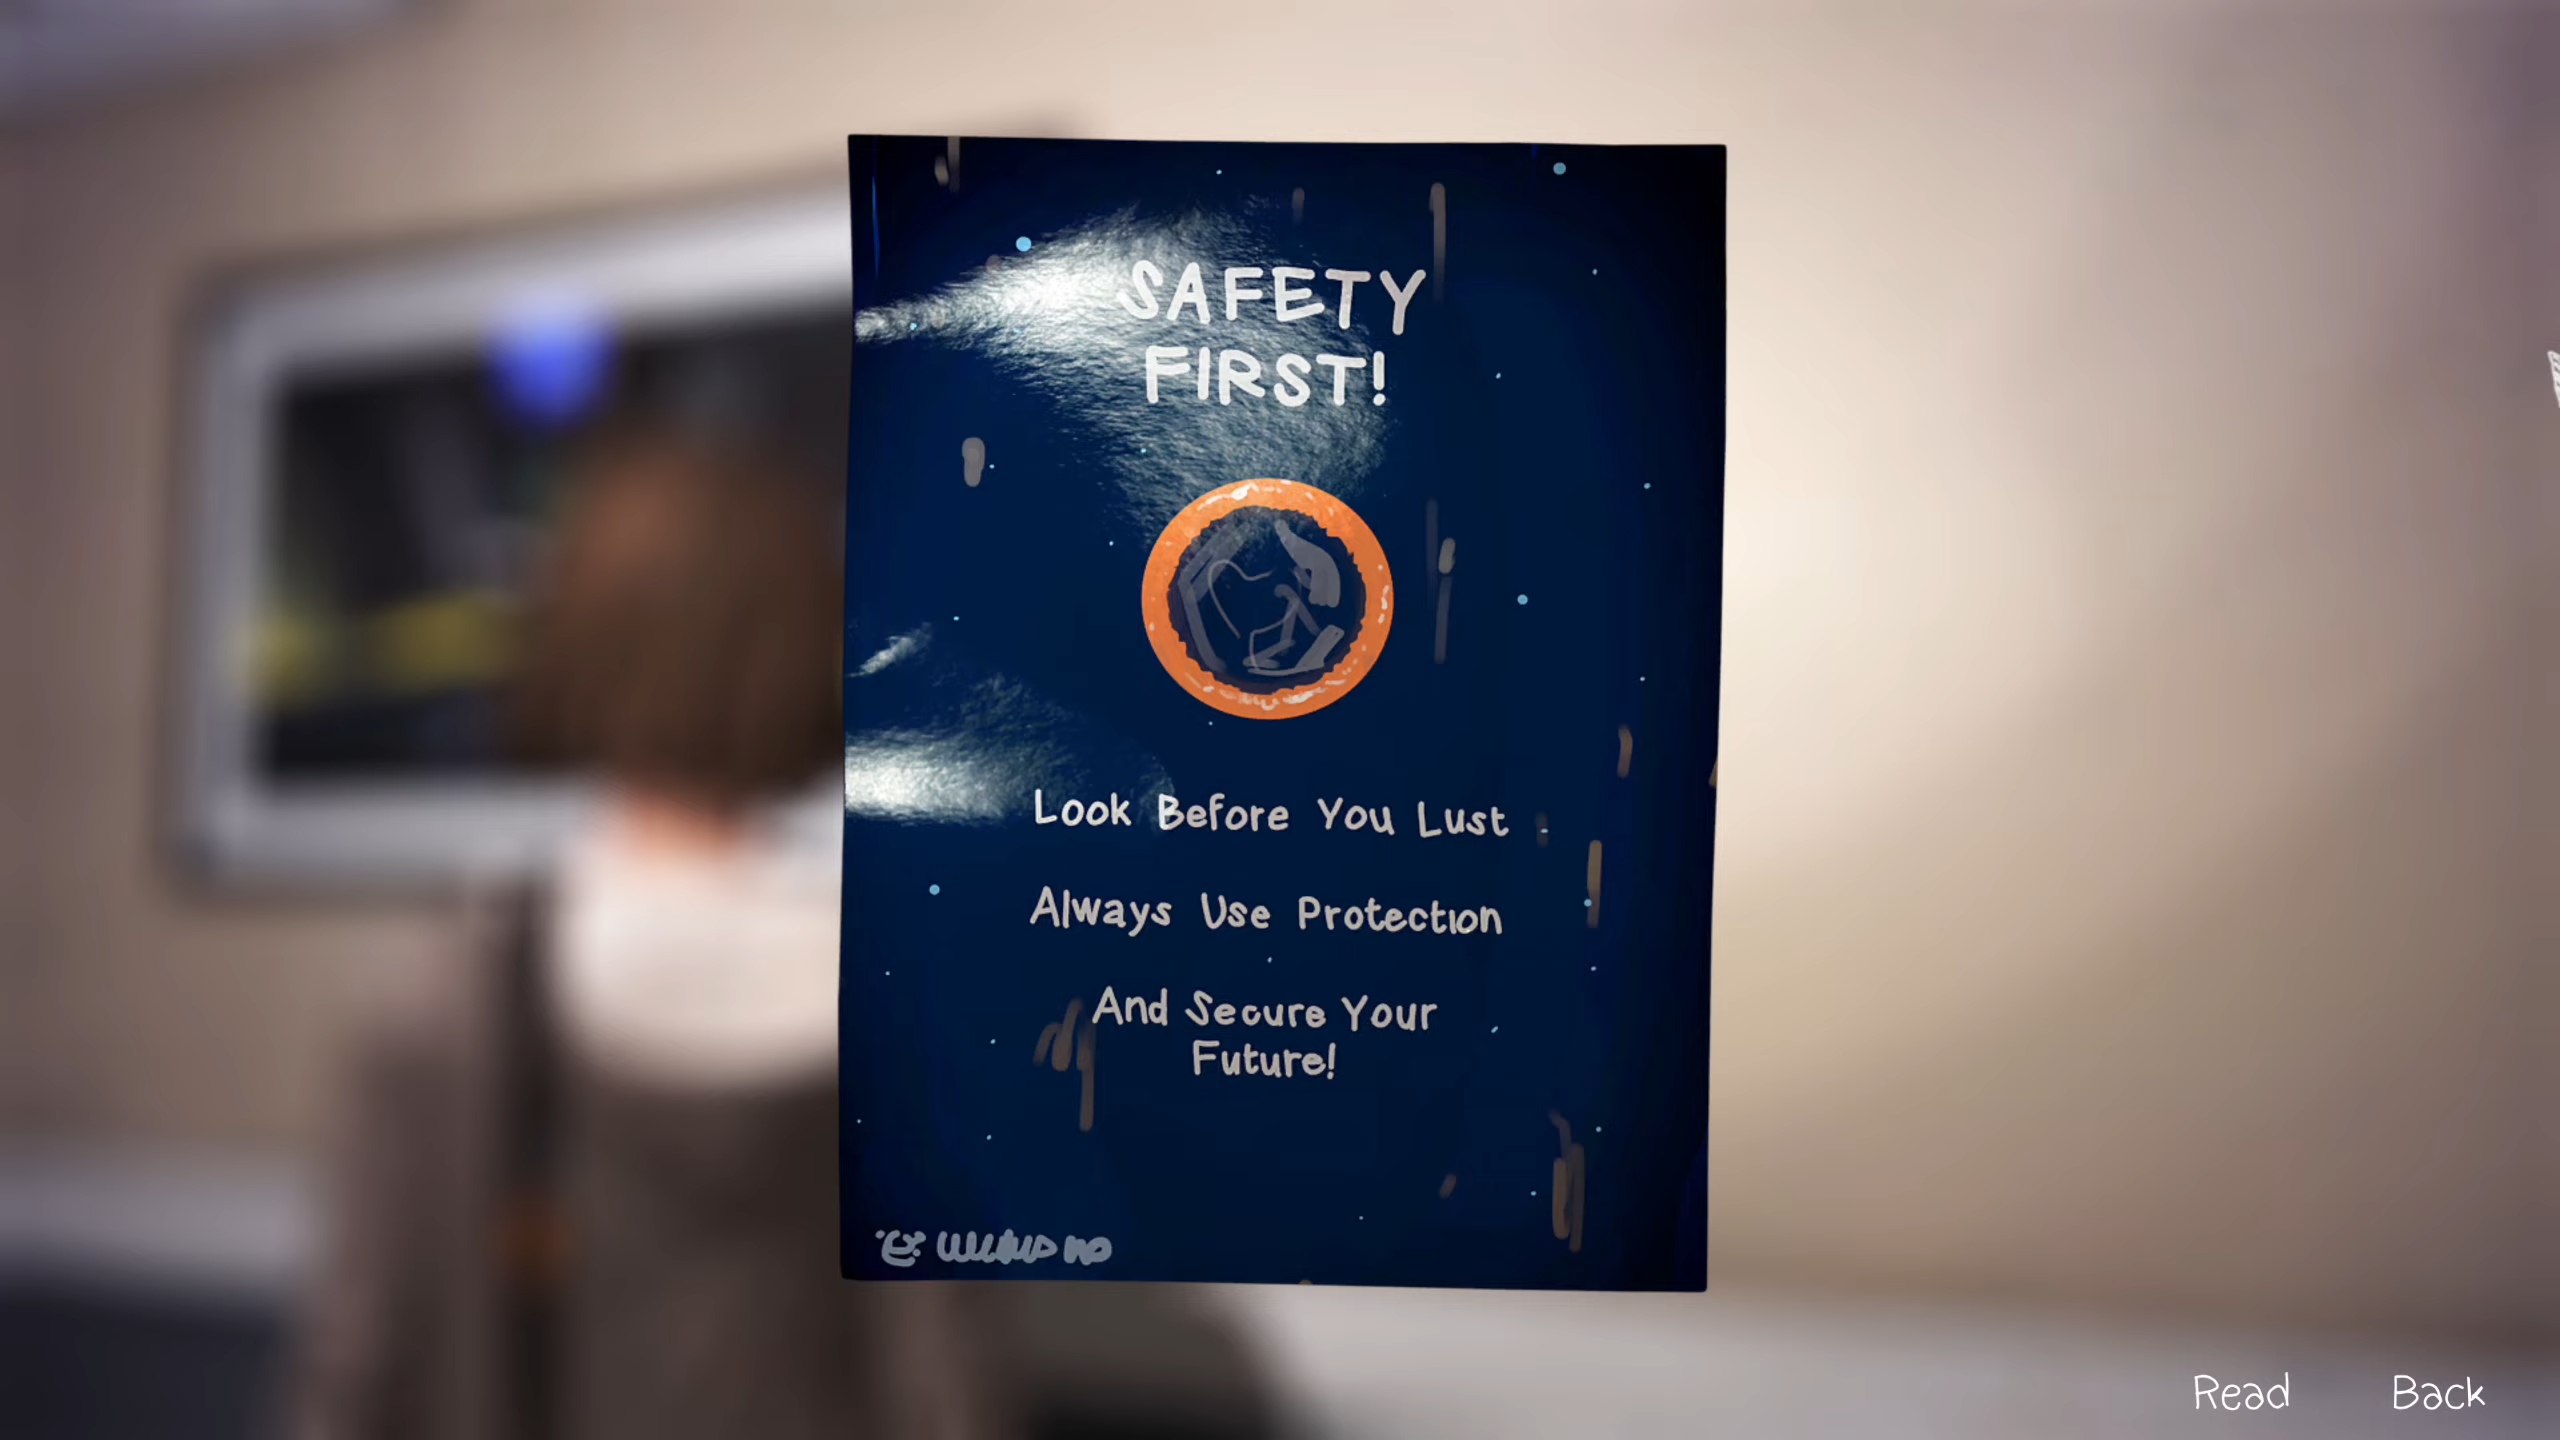 SAFETY
FIRST!
Look Before You Lust
Always Use Protection
And Secure Your
Future!
Read Back